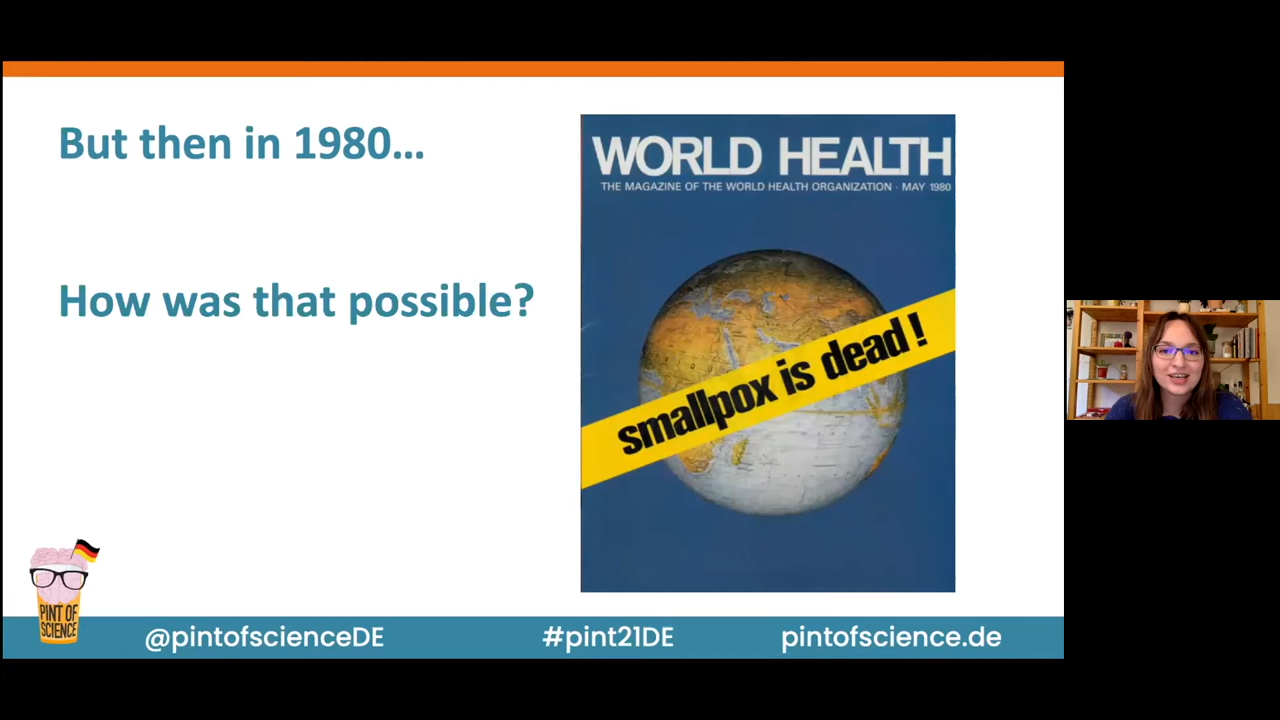 But then in 1980...
How was that possible?
WORLD HEALTH
THE MAGAZINE OF THE WORLD HEALTH ORGANIZATION · MAY 1980
smallpox is dead!
PINT OF
SCIENCE
@pintofscienceDE
#pint21DE
pintofscience.de